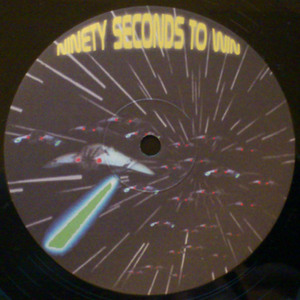 NINETY SECONDS TO WIN